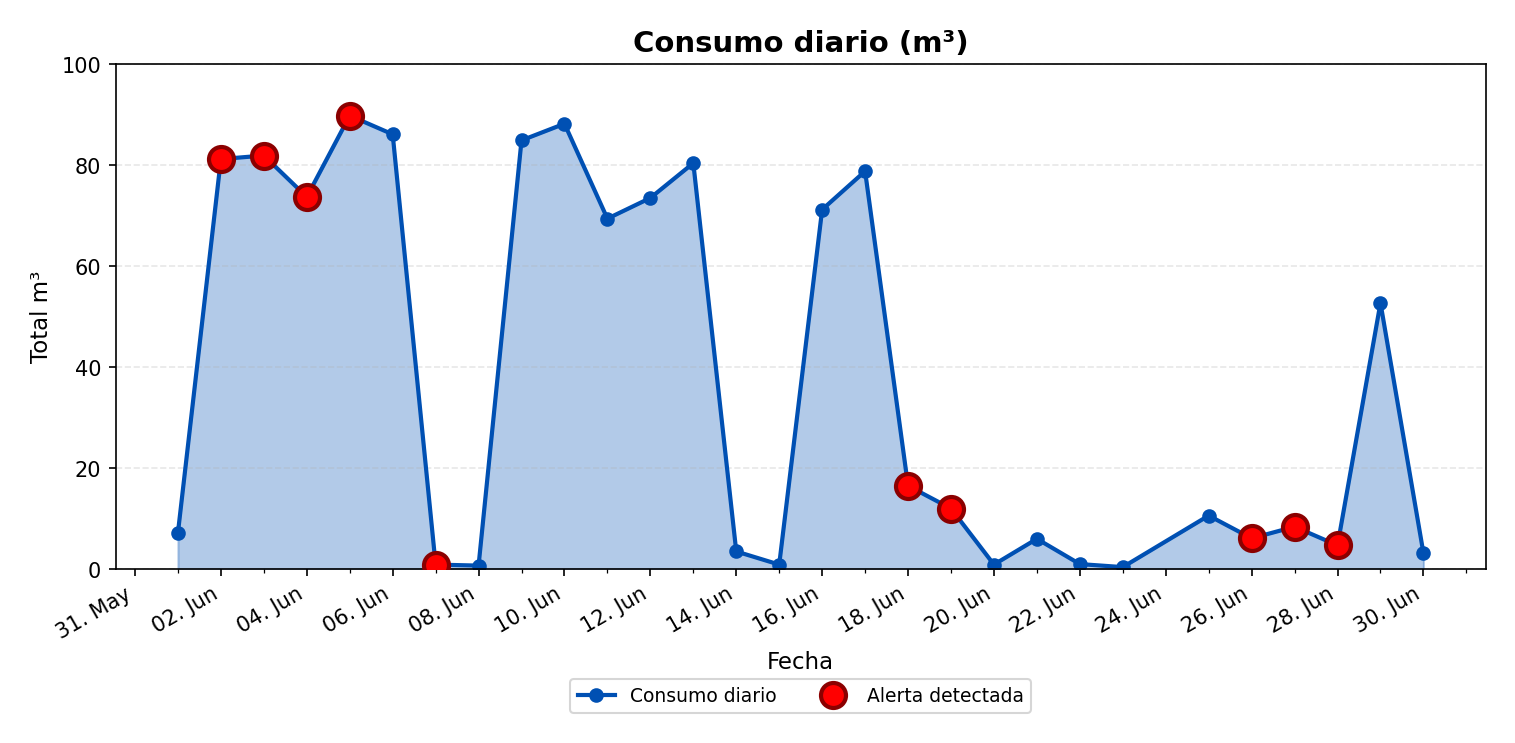 Consumo diario (m³)
Total m³
100
80
60
40
20
0
31. May
02. Jun
04. Jun
06. Jun
08. Jun
10. Jun
12. Jun
14. Jun
16. Jun
18. Jun
20. Jun
22. Jun
24. Jun
26. Jun
28. Jun
30. Jun
Fecha
Consumo diario
Alerta detectada